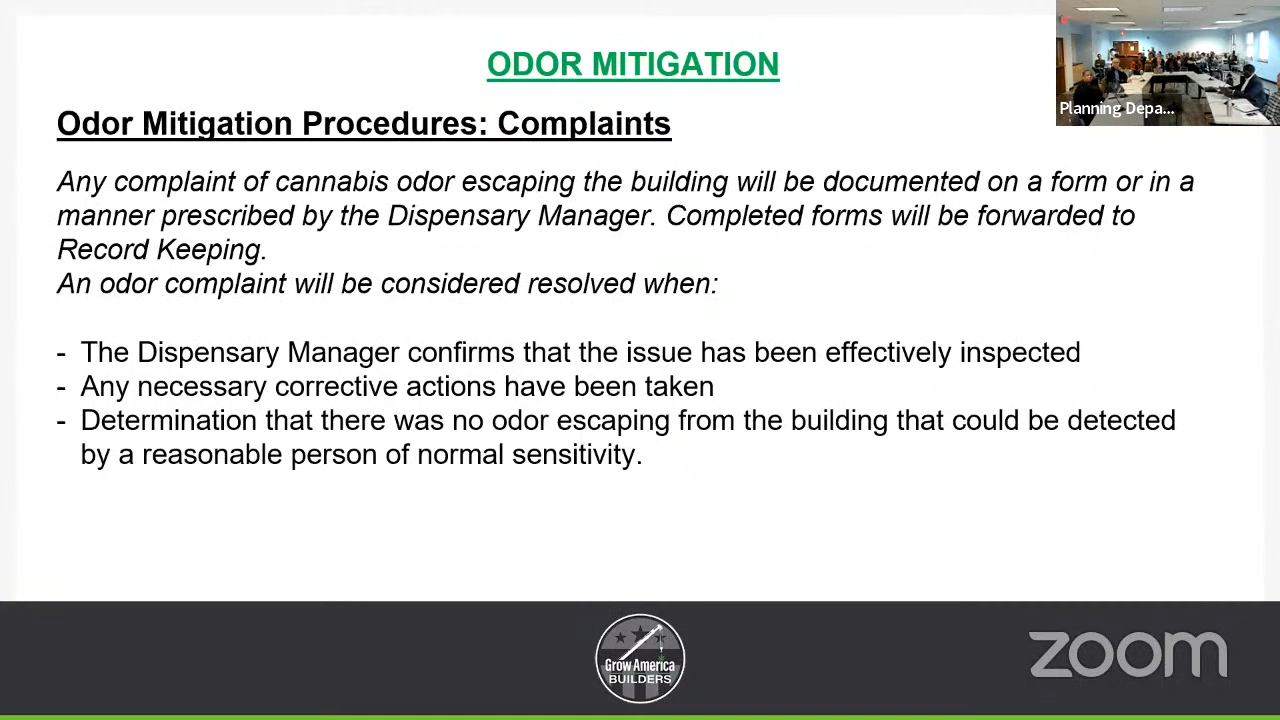 ODOR MITIGATION
Planning Depa...
Odor Mitigation Procedures: Complaints
Any complaint of cannabis odor escaping the building will be documented on a form or in a
manner prescribed by the Dispensary Manager. Completed forms will be forwarded to
Record Keeping.
An odor complaint will be considered resolved when:
- The Dispensary Manager confirms that the issue has been effectively inspected
- Any necessary corrective actions have been taken
- Determination that there was no odor escaping from the building that could be detected
by a reasonable person of normal sensitivity.
Grow America
BUILDERS
zoom